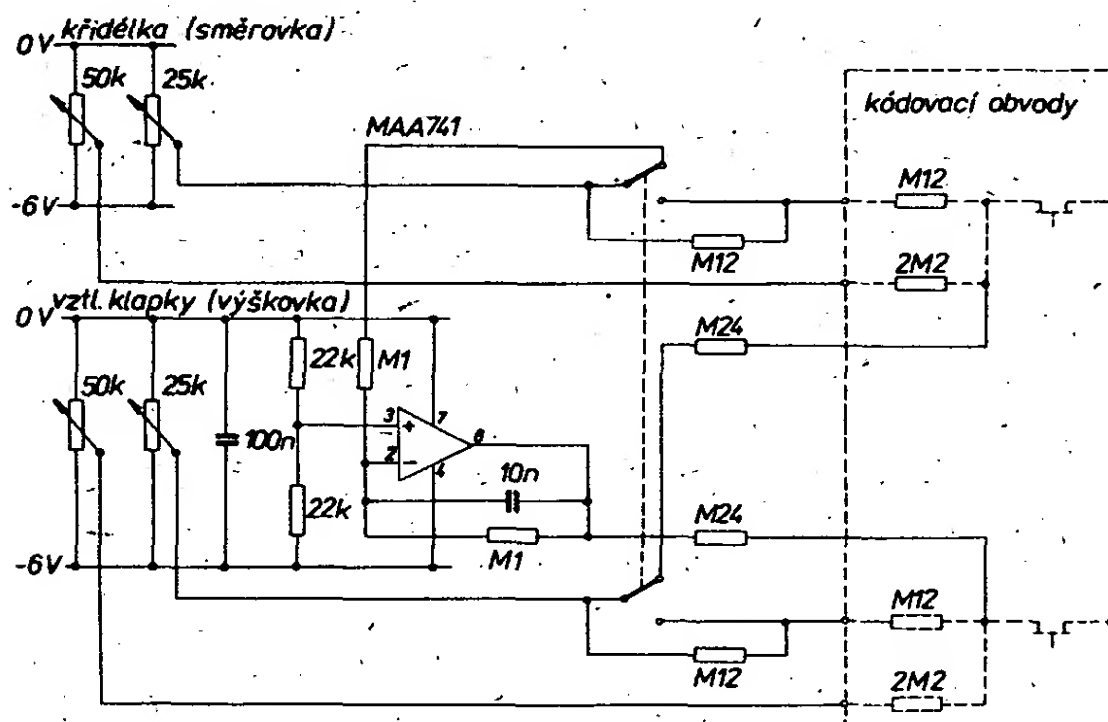 křidélka (směrovka)
0V
50k
25k
MAA741
kódovací obvody
-6V
M12
M12
2M2
vztl. klapky (výškovka)
0V
M24
22k
M1
50k
25k
3
+
7
6
100n
2
-
4
10n
22k
M24
M1
-6V
M12
M12
2M2